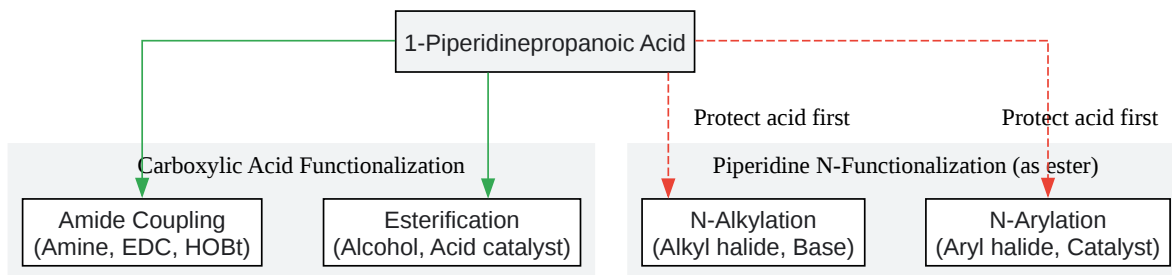 1-Piperidinepropanoic Acid
Protect acid first
Protect acid first
Carboxylic Acid Functionalization
Piperidine N-Functionalization (as ester)
Amide Coupling
(Amine, EDC, HOBt)
Esterification
(Alcohol, Acid catalyst)
N-Alkylation
(Alkyl halide, Base)
N-Arylation
(Aryl halide, Catalyst)